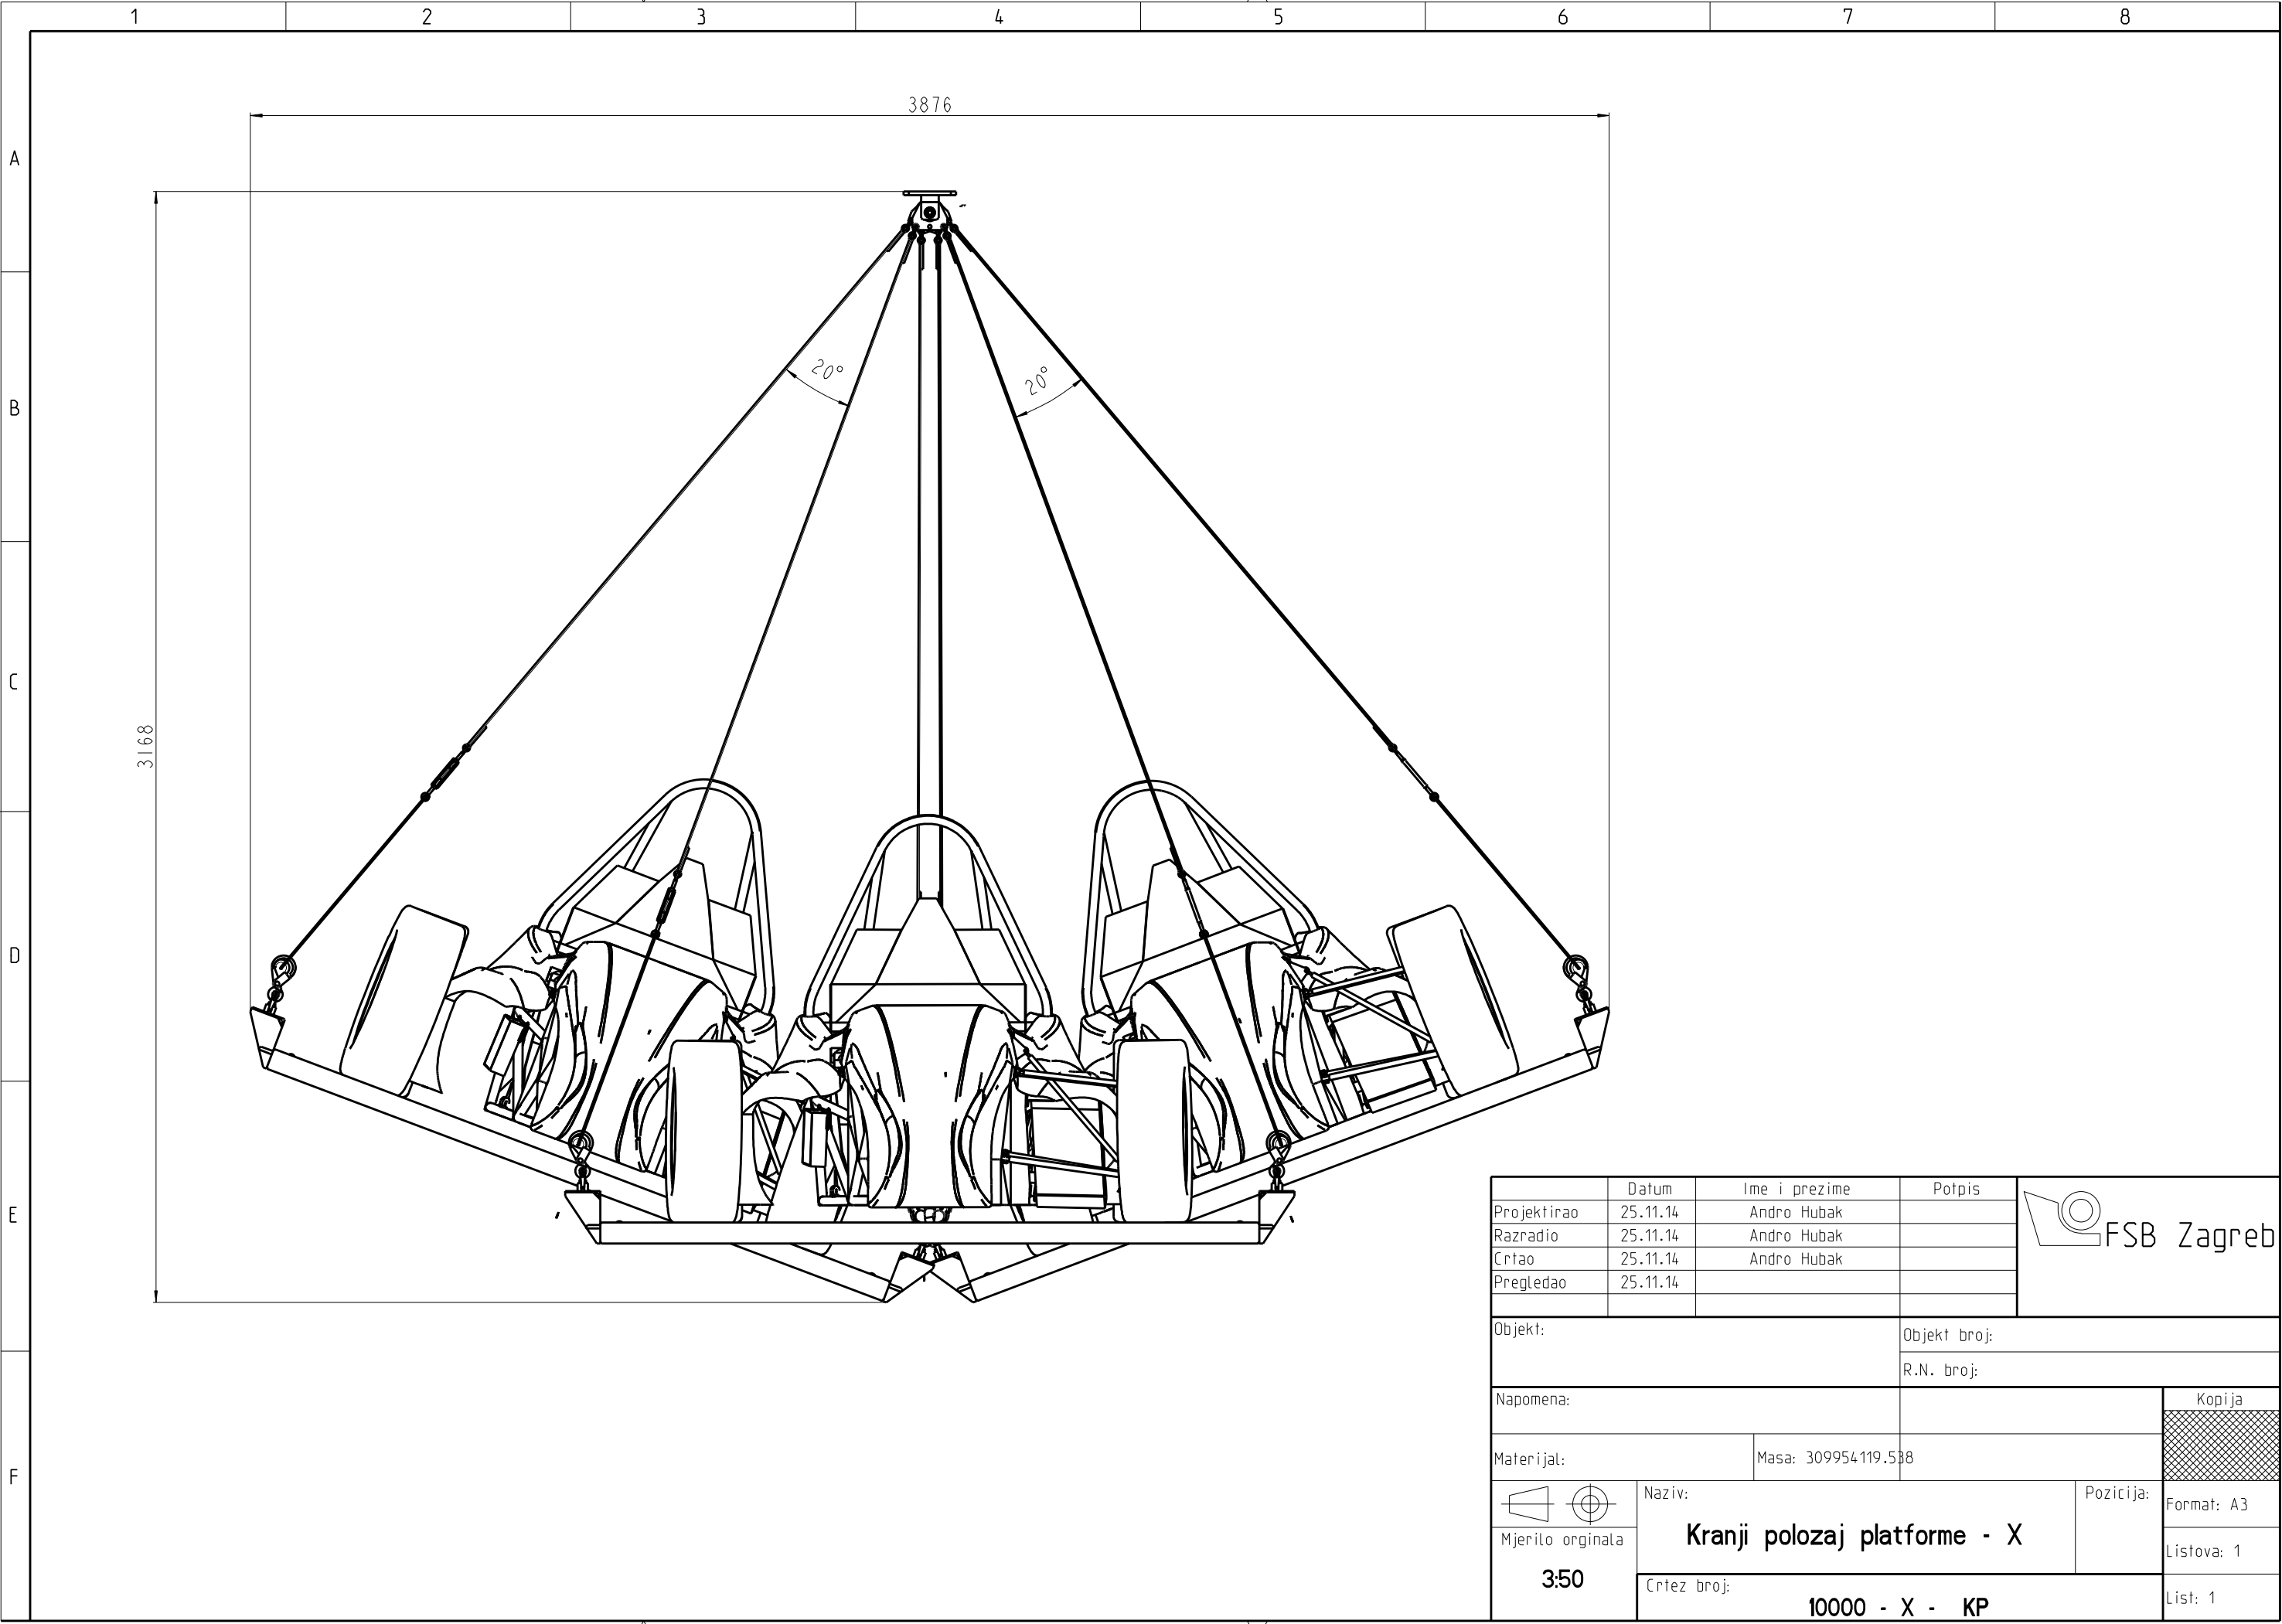 1 2 3 4 5 6 7 8
A
B
C
D
E
F
3876
3168
20°
20°
Datum Ime i prezime Potpis
Projektirao 25.11.14 Andro Hubak
Razradio 25.11.14 Andro Hubak
Crtao 25.11.14 Andro Hubak
Pregledao 25.11.14
FSB Zagreb
Objekt:
Objekt broj:
R.N. broj:
Napomena:
Kopija
Materijal:
Masa: 309954119.538
Naziv:
Kranji polozaj platforme - X
Pozicija:
Format: A3
Mjerilo orginala
3:50
Listova: 1
Crtez broj:
10000 - X - KP
List: 1